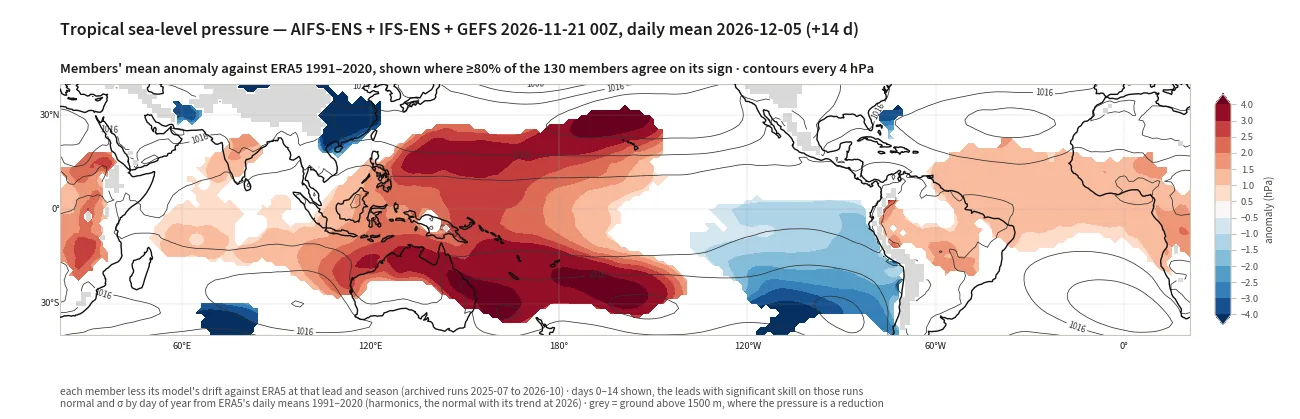 Tropical sea-level pressure — AIFS-ENS + IFS-ENS + GEFS 2026-11-21 00Z, daily mean 2026-12-05 (+14 d)
Members' mean anomaly against ERA5 1991–2020, shown where ≥80% of the 130 members agree on its sign · contours every 4 hPa
1016
1016
1016
1016
1016
1016
1016
30°N
0°
30°S
60°E
120°E
180°
120°W
60°W
0°
4.0
3.0
2.5
2.0
1.5
1.0
0.5
−0.5
−1.0
−1.5
−2.0
−2.5
−3.0
−4.0
anomaly (hPa)
each member less its model's drift against ERA5 at that lead and season (archived runs 2025-07 to 2026-10) · days 0–14 shown, the leads with significant skill on those runs
normal and σ by day of year from ERA5's daily means 1991–2020 (harmonics, the normal with its trend at 2026) · grey = ground above 1500 m, where the pressure is a reduction